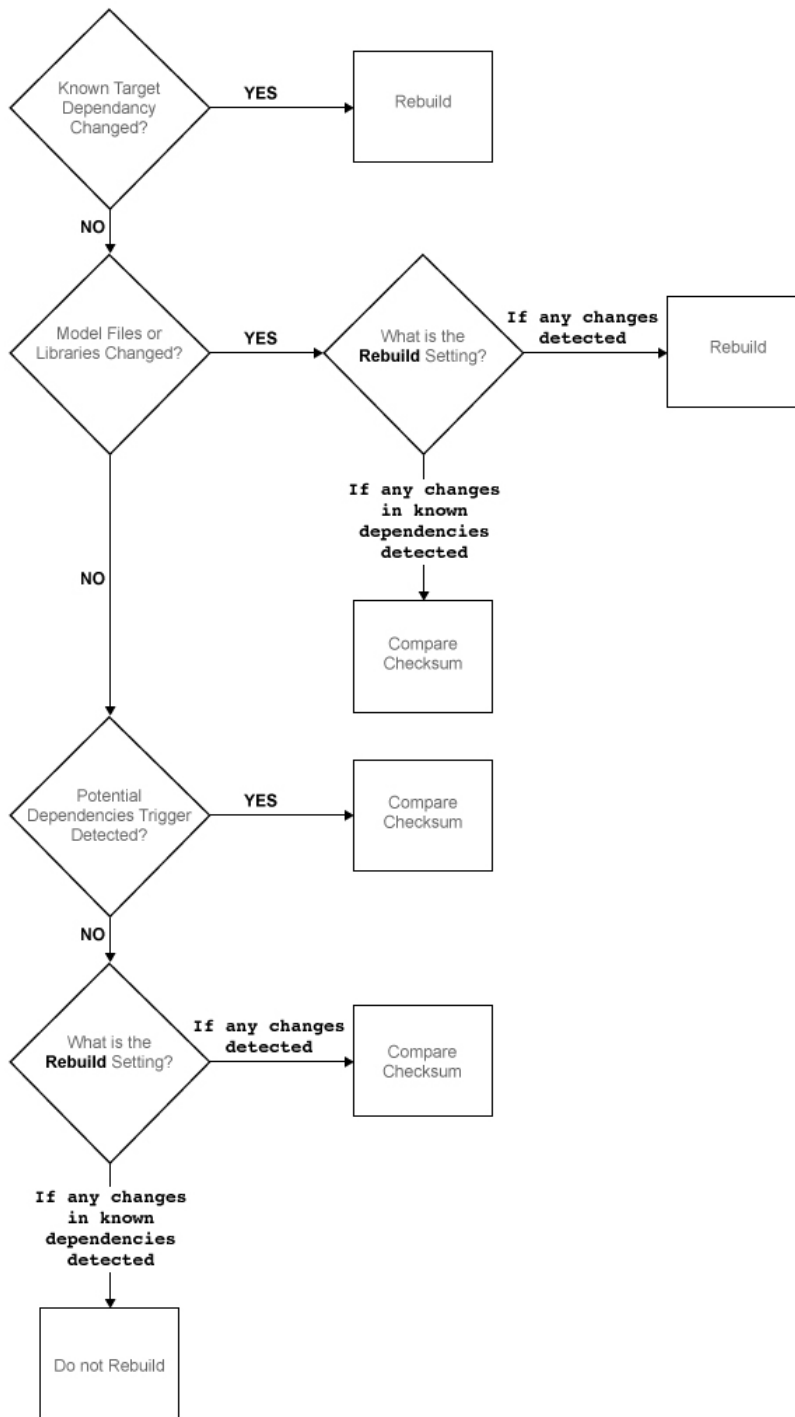 Known Target
Dependancy
Changed?
YES
Rebuild
NO
Model Files or
Libraries Changed?
YES
What is the
Rebuild Setting?
If any changes
detected
Rebuild
If any changes
in known
dependencies
detected
NO
Compare
Checksum
Potential
Dependencies Trigger
Detected?
YES
Compare
Checksum
NO
What is the
Rebuild Setting?
If any changes
detected
Compare
Checksum
If any changes
in known
dependencies
detected
Do not Rebuild